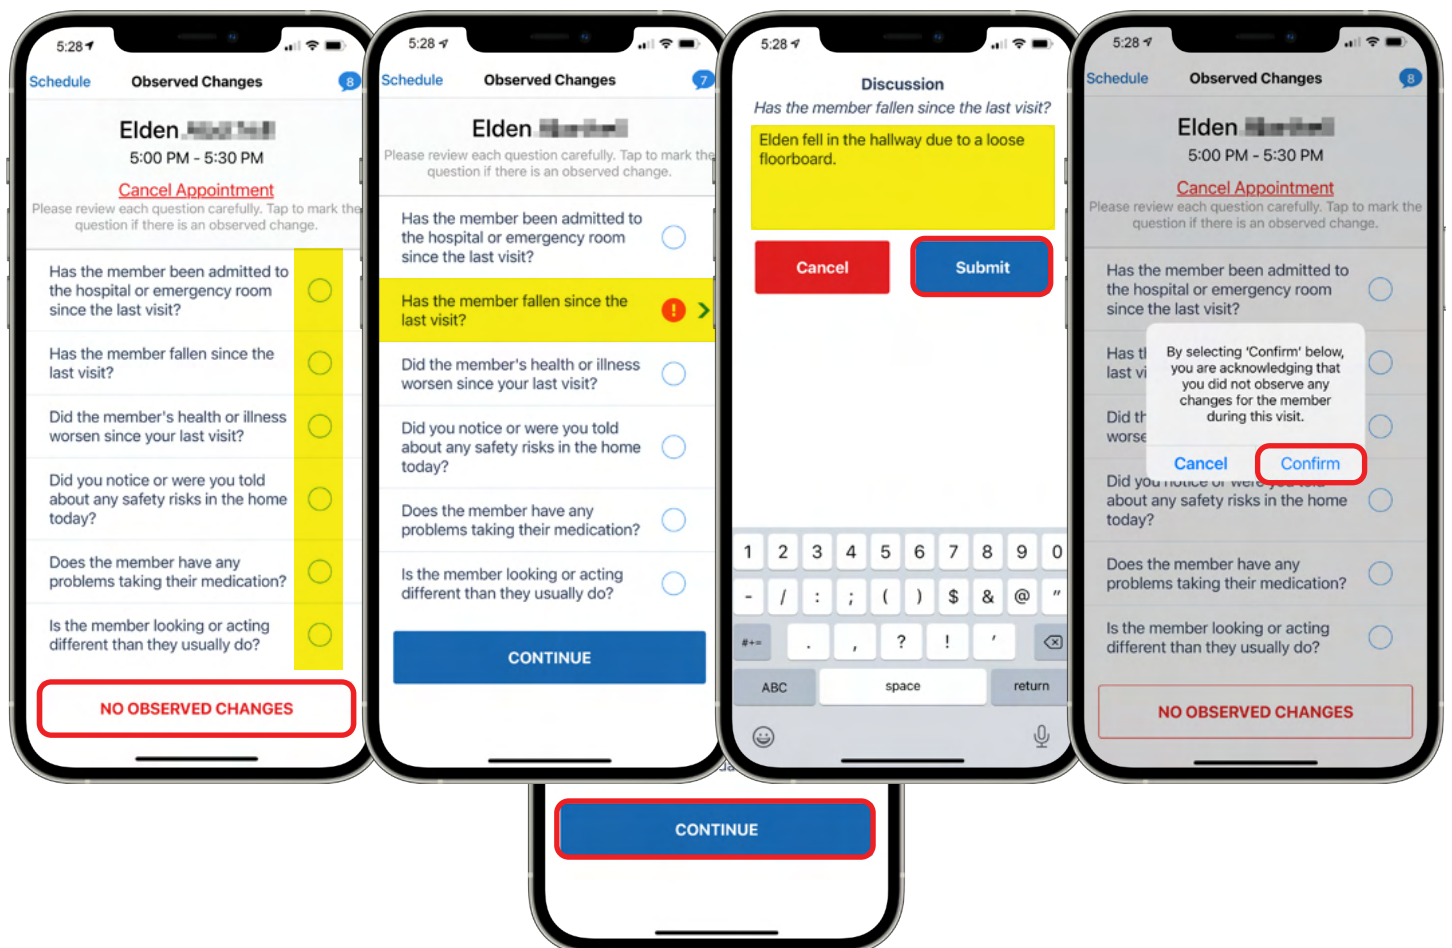 5:28
Schedule
Observed Changes
8
Elden
5:00 PM - 5:30 PM
Cancel Appointment
Please review each question carefully. Tap to mark the
question if there is an observed change.
Has the member been admitted to
the hospital or emergency room
since the last visit?
Has the member fallen since the
last visit?
Did the member's health or illness
worsen since your last visit?
Did you notice or were you told
about any safety risks in the home
today?
Does the member have any
problems taking their medication?
Is the member looking or acting
different than they usually do?
NO OBSERVED CHANGES
5:28
Schedule
Observed Changes
7
Elden
Please review each question carefully. Tap to mark the
question if there is an observed change.
Has the member been admitted to
the hospital or emergency room
since the last visit?
Has the member fallen since the
last visit?
!
Did the member's health or illness
worsen since your last visit?
Did you notice or were you told
about any safety risks in the home
today?
Does the member have any
problems taking their medication?
Is the member looking or acting
different than they usually do?
CONTINUE
5:28
Discussion
Has the member fallen since the last visit?
Elden fell in the hallway due to a loose
floorboard.
Cancel
Submit
1 2 3 4 5 6 7 8 9 0
- / : ; ( ) $ & @ "
#+= . , ? ! '
ABC space return
5:28
Schedule
Observed Changes
8
Elden
5:00 PM - 5:30 PM
Cancel Appointment
Please review each question carefully. Tap to mark the
question if there is an observed change.
Has the member been admitted to
the hospital or emergency room
since the last visit?
Has
last
Did
By selecting 'Confirm' below,
you are acknowledging that
you did not observe any
changes for the member
during this visit.
Cancel
Confirm
Did you notice or were you told
about any safety risks in the home
today?
Does the member have any
problems taking their medication?
Is the member looking or acting
different than they usually do?
NO OBSERVED CHANGES
CONTINUE